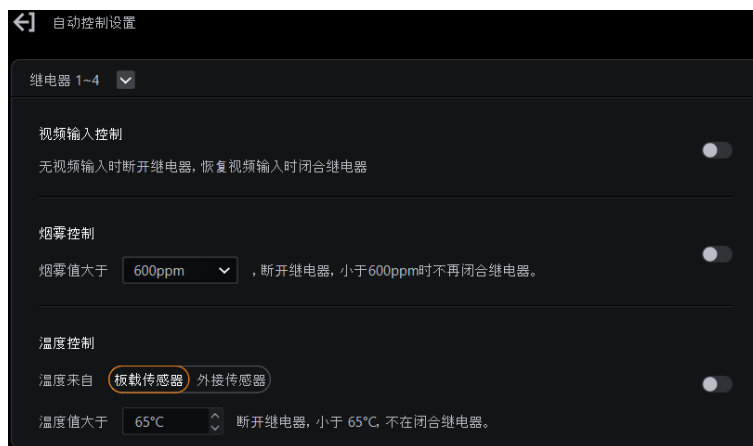 自动控制设置
继电器 1~4
视频输入控制
无视频输入时断开继电器, 恢复视频输入时闭合继电器
烟雾控制
烟雾值大于 600ppm ，断开继电器, 小于600ppm时不再闭合继电器。
温度控制
温度来自 板载传感器 外接传感器
温度值大于 65°C 断开继电器, 小于 65°C, 不在闭合继电器。